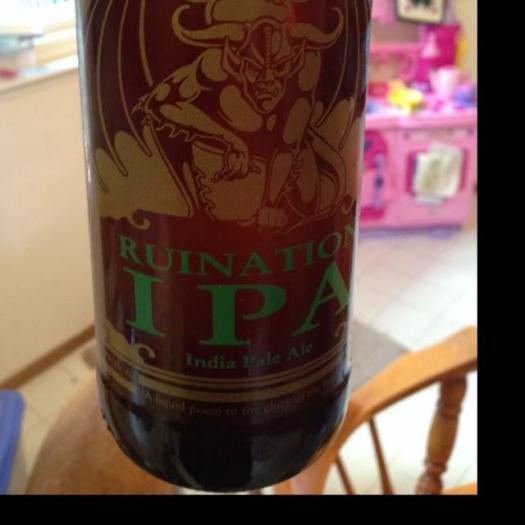 RUINATION
IPA
India Pale Ale
A liquid poem to the glory of the